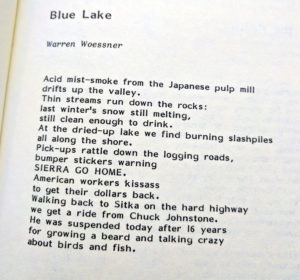 Blue Lake
Warren Woessner
Acid mist-smoke from the Japanese pulp mill
drifts up the valley.
Thin streams run down the rocks:
last winter's snow still melting,
still clean enough to drink.
At the dried-up lake we find burning slashpiles
all along the shore.
Pick-ups rattle down the logging roads,
bumper stickers warning
SIERRA GO HOME.
American workers kissass
to get their dollars back.
Walking back to Sitka on the hard highway
we get a ride from Chuck Johnstone.
He was suspended today after 16 years
for growing a beard and talking crazy
about birds and fish.